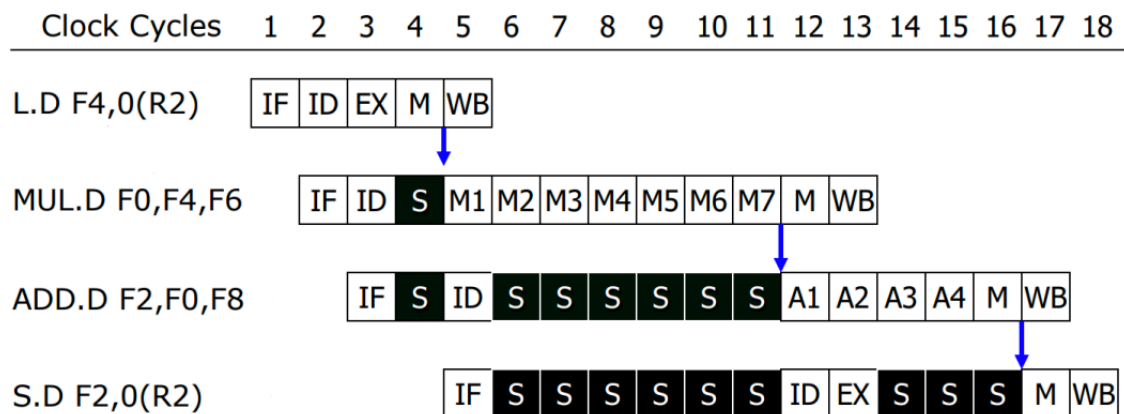 Clock Cycles 1 2 3 4 5 6 7 8 9 10 11 12 13 14 15 16 17 18
L.D F4,0(R2) IF ID EX M WB
MUL.D F0,F4,F6 IF ID S M1 M2 M3 M4 M5 M6 M7 M WB
ADD.D F2,F0,F8 IF S ID S S S S S S A1 A2 A3 A4 M WB
S.D F2,0(R2) IF S S S S S S ID EX S S S M WB